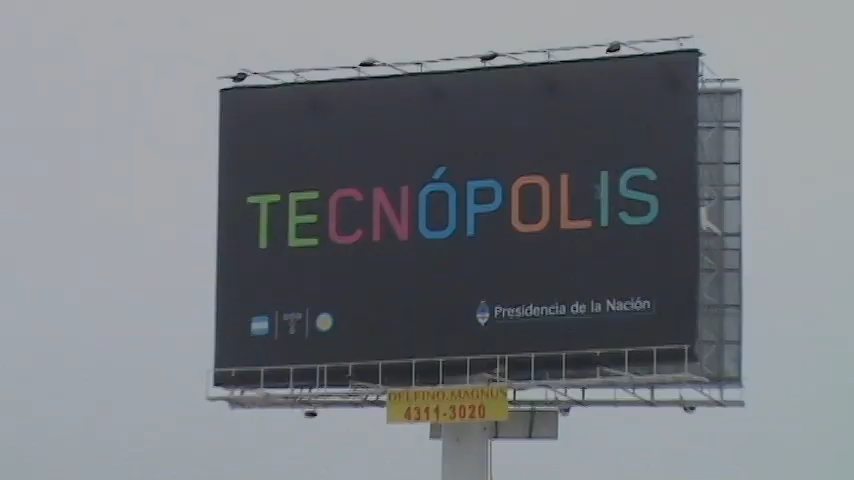 TECNÓPOLIS
Presidencia de la Nación
DELFINO.MAGNUS
4311-3020